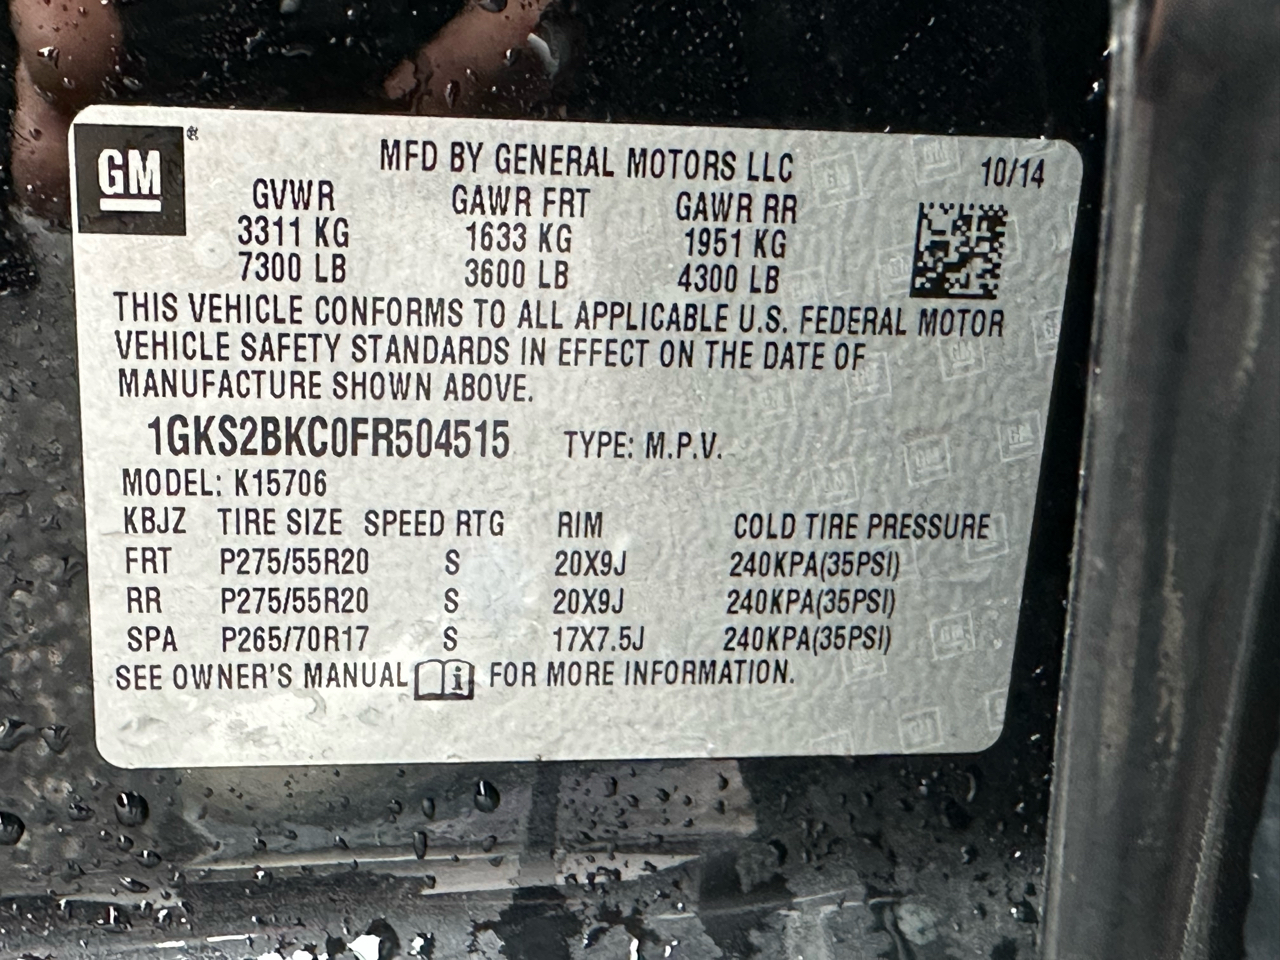 GM®
MFD BY GENERAL MOTORS LLC 10/14
GVWR GAWR FRT GAWR RR
3311 KG 1633 KG 1951 KG
7300 LB 3600 LB 4300 LB
THIS VEHICLE CONFORMS TO ALL APPLICABLE U.S. FEDERAL MOTOR
VEHICLE SAFETY STANDARDS IN EFFECT ON THE DATE OF
MANUFACTURE SHOWN ABOVE.
1GKS2BKC0FR504515 TYPE: M.P.V.
MODEL: K15706
KBJZ TIRE SIZE SPEED RTG RIM COLD TIRE PRESSURE
FRT P275/55R20 S 20X9J 240KPA(35PSI)
RR P275/55R20 S 20X9J 240KPA(35PSI)
SPA P265/70R17 S 17X7.5J 240KPA(35PSI)
SEE OWNER'S MANUAL i FOR MORE INFORMATION.